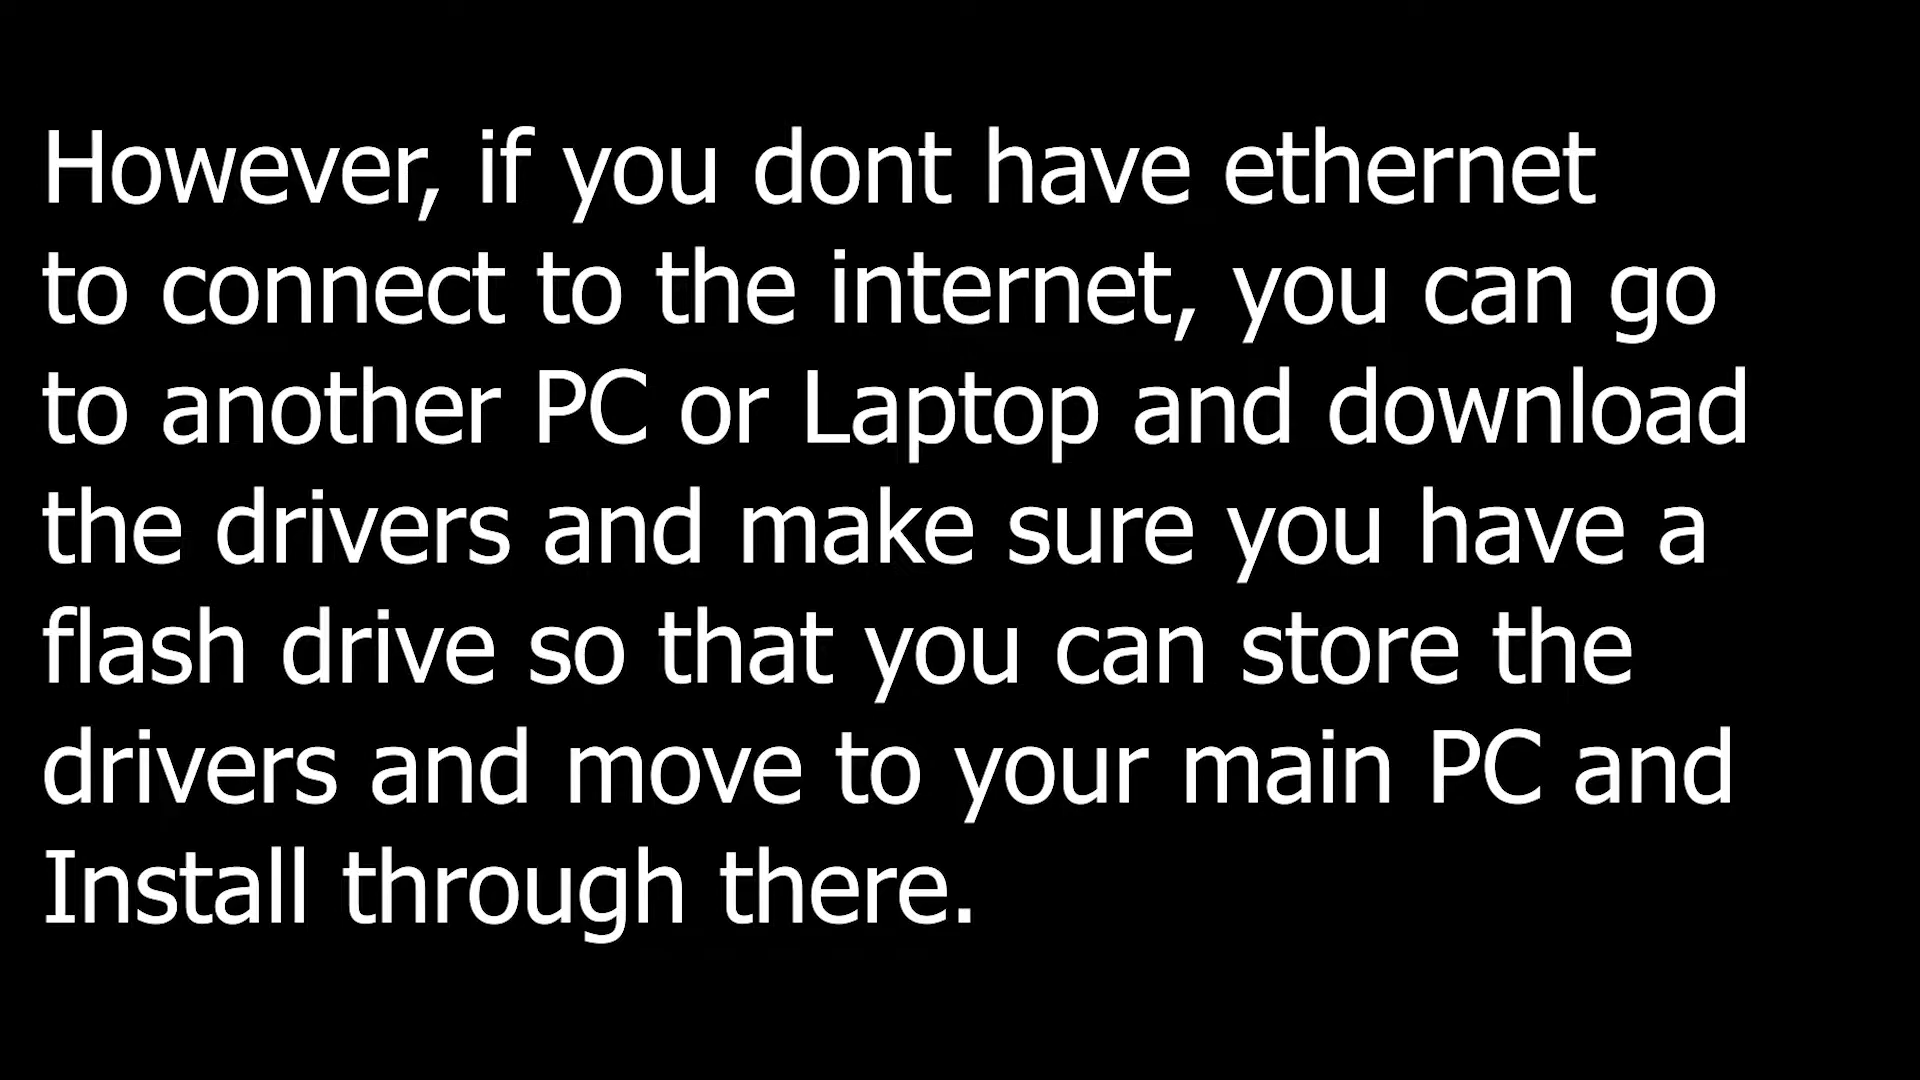 However, if you dont have ethernet
to connect to the internet, you can go
to another PC or Laptop and download
the drivers and make sure you have a
flash drive so that you can store the
drivers and move to your main PC and
Install through there.